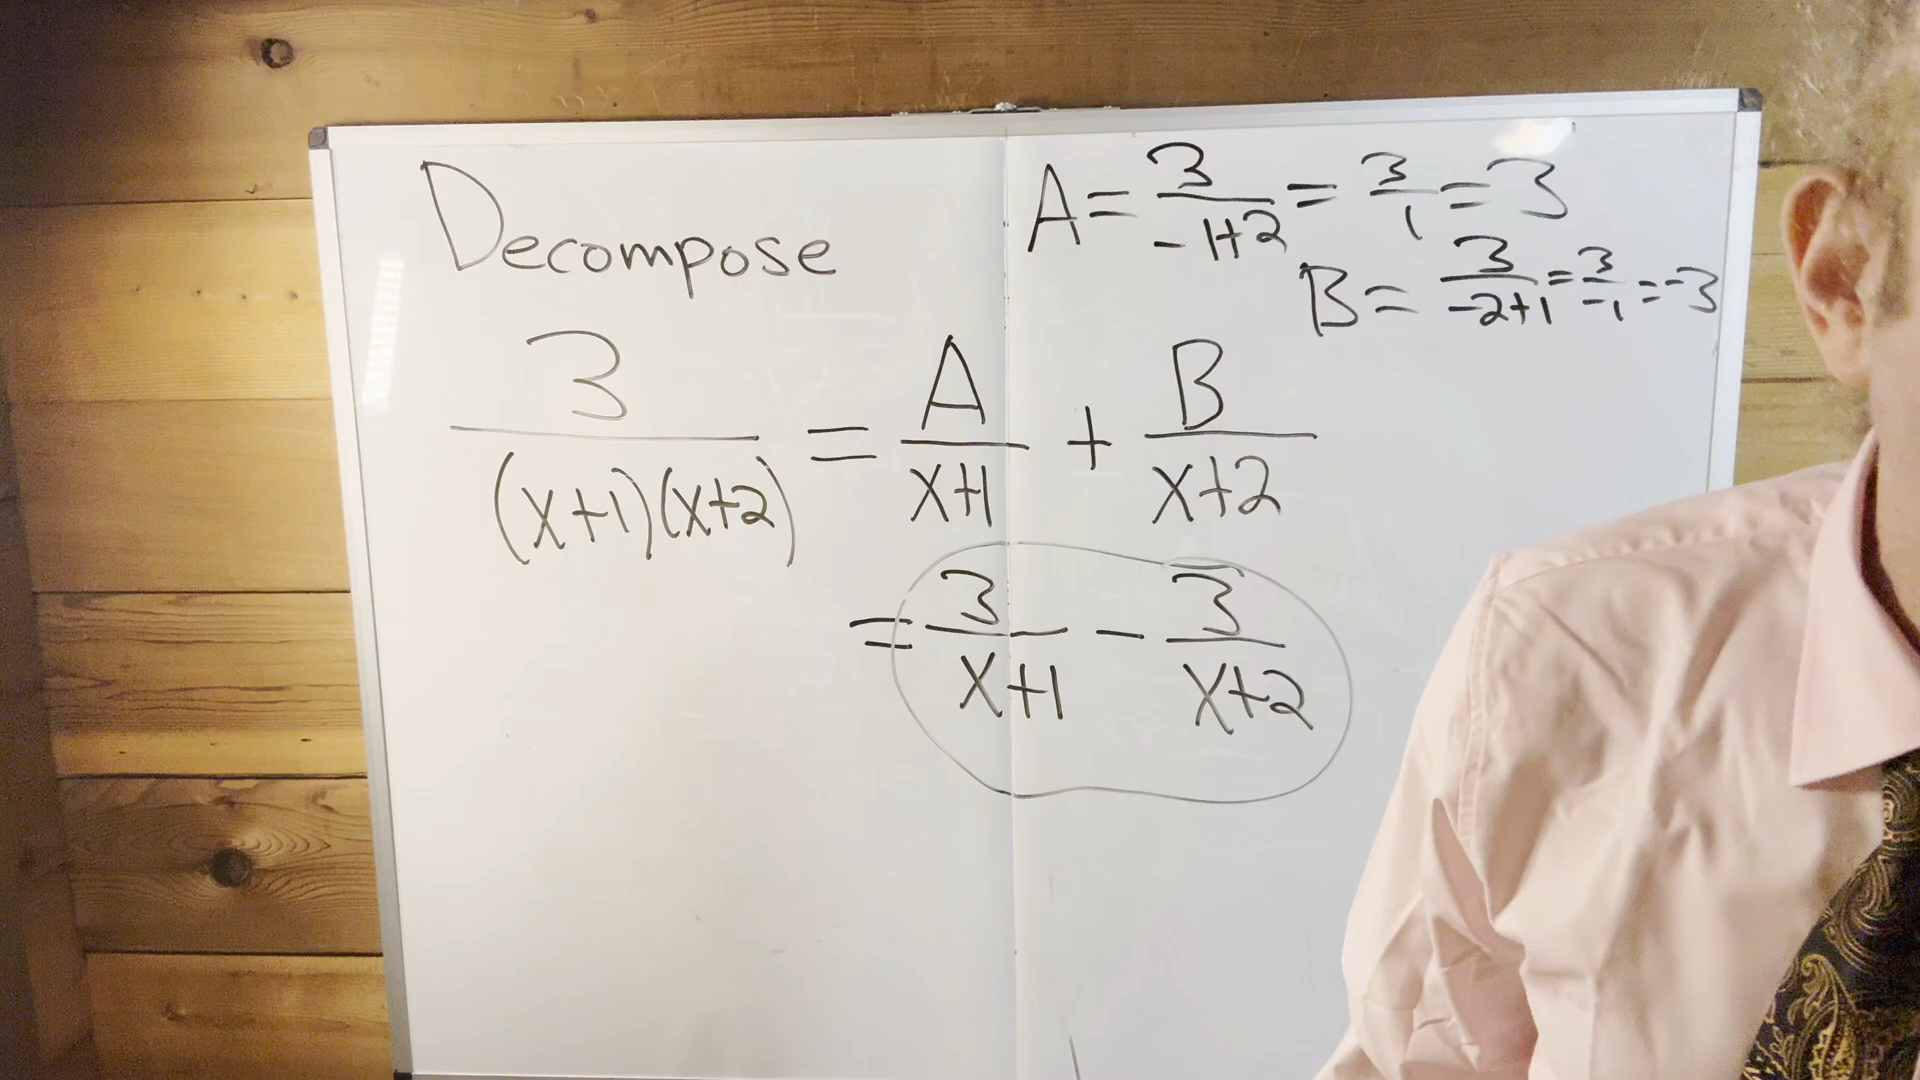 Decompose
A = 3/(-1+2) = 3/1 = 3
B = 3/(-2+1) = 3/-1 = -3
3/((x+1)(x+2)) = A/(x+1) + B/(x+2)
= 3/(x+1) - 3/(x+2)